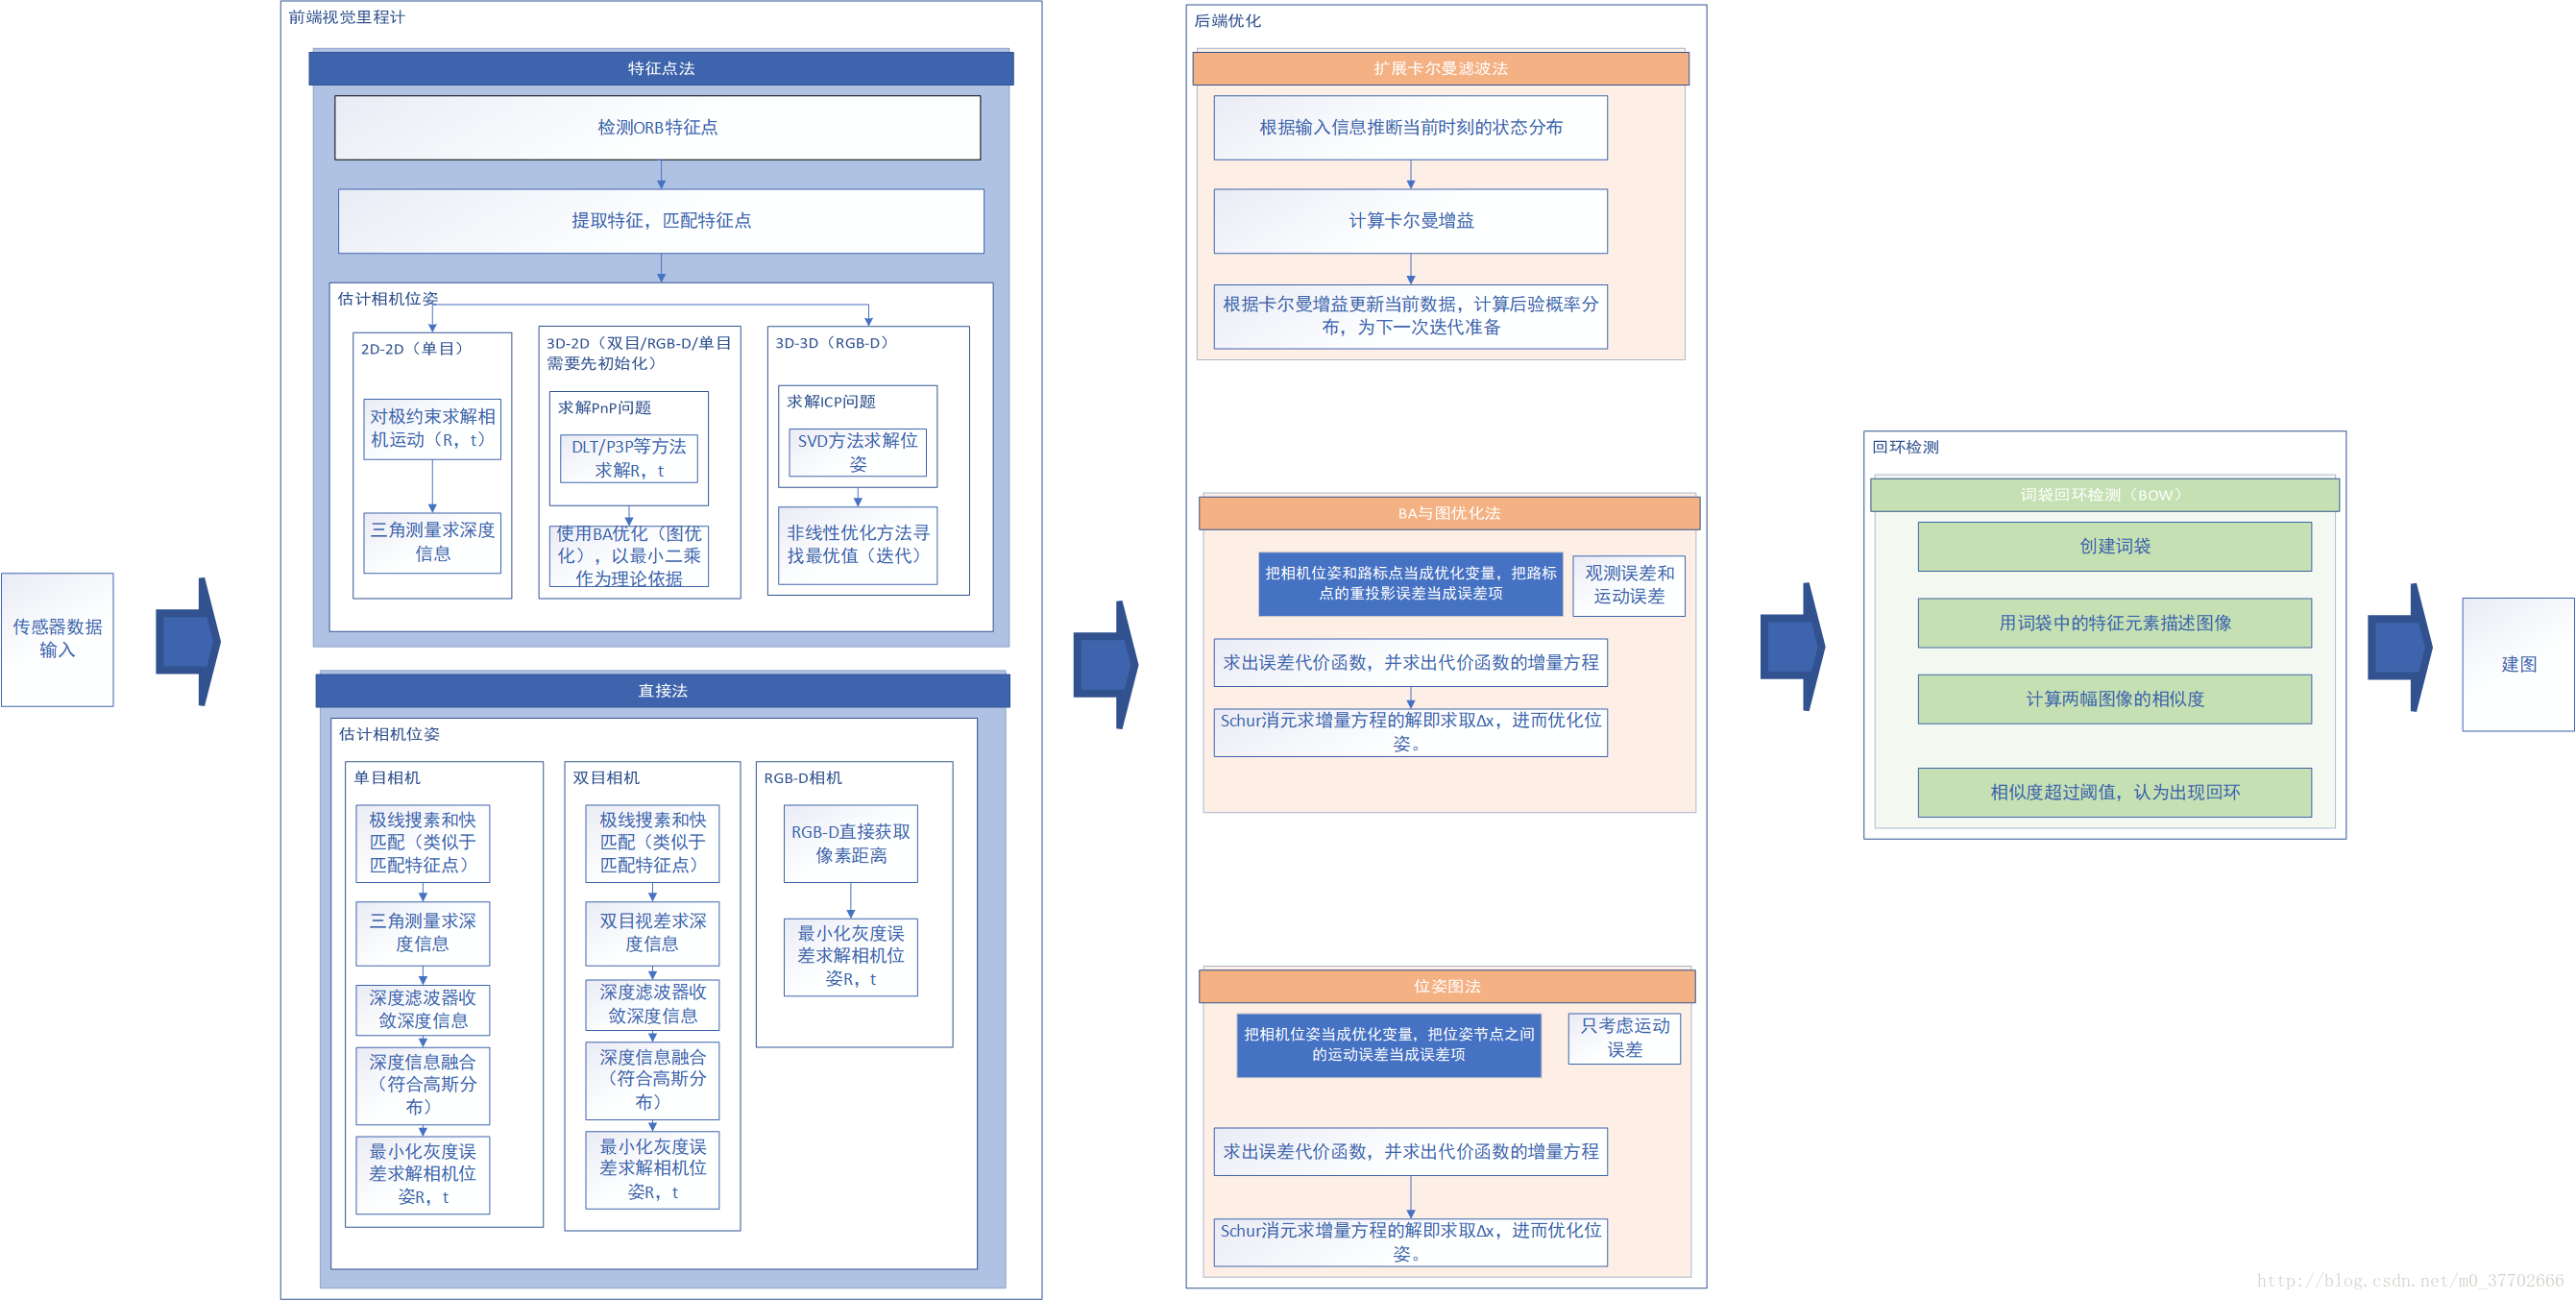 传感器数据
输入
前端视觉里程计
特征点法
检测ORB特征点
提取特征，匹配特征点
估计相机位姿
2D-2D（单目）
对极约束求解相
机运动（R，t）
三角测量求深度
信息
3D-2D（双目/RGB-D/单目
需要先初始化）
求解PnP问题
DLT/P3P等方法
求解R，t
使用BA优化（图优
化），以最小二乘
作为理论依据
3D-3D（RGB-D）
求解ICP问题
SVD方法求解位
姿
非线性优化方法寻
找最优值（迭代）
直接法
估计相机位姿
单目相机
极线搜素和快
匹配（类似于
匹配特征点）
三角测量求深
度信息
深度滤波器收
敛深度信息
深度信息融合
（符合高斯分
布）
最小化灰度误
差求解相机位
姿R，t
双目相机
极线搜素和快
匹配（类似于
匹配特征点）
双目视差求深
度信息
深度滤波器收
敛深度信息
深度信息融合
（符合高斯分
布）
最小化灰度误
差求解相机位
姿R，t
RGB-D相机
RGB-D直接获取
像素距离
最小化灰度误
差求解相机位
姿R，t
后端优化
扩展卡尔曼滤波法
根据输入信息推断当前时刻的状态分布
计算卡尔曼增益
根据卡尔曼增益更新当前数据，计算后验概率分
布，为下一次迭代准备
BA与图优化法
把相机位姿和路标点当成优化变量，把路标
点的重投影误差当成误差项
观测误差和
运动误差
求出误差代价函数，并求出代价函数的增量方程
Schur消元求增量方程的解即求取Δx，进而优化位
姿。
位姿图法
把相机位姿当成优化变量，把位姿节点之间
的运动误差当成误差项
只考虑运动
误差
求出误差代价函数，并求出代价函数的增量方程
Schur消元求增量方程的解即求取Δx，进而优化位
姿。
回环检测
词袋回环检测（BOW）
创建词袋
用词袋中的特征元素描述图像
计算两幅图像的相似度
相似度超过阈值，认为出现回环
建图
http://blog.csdn.net/m0_37702666